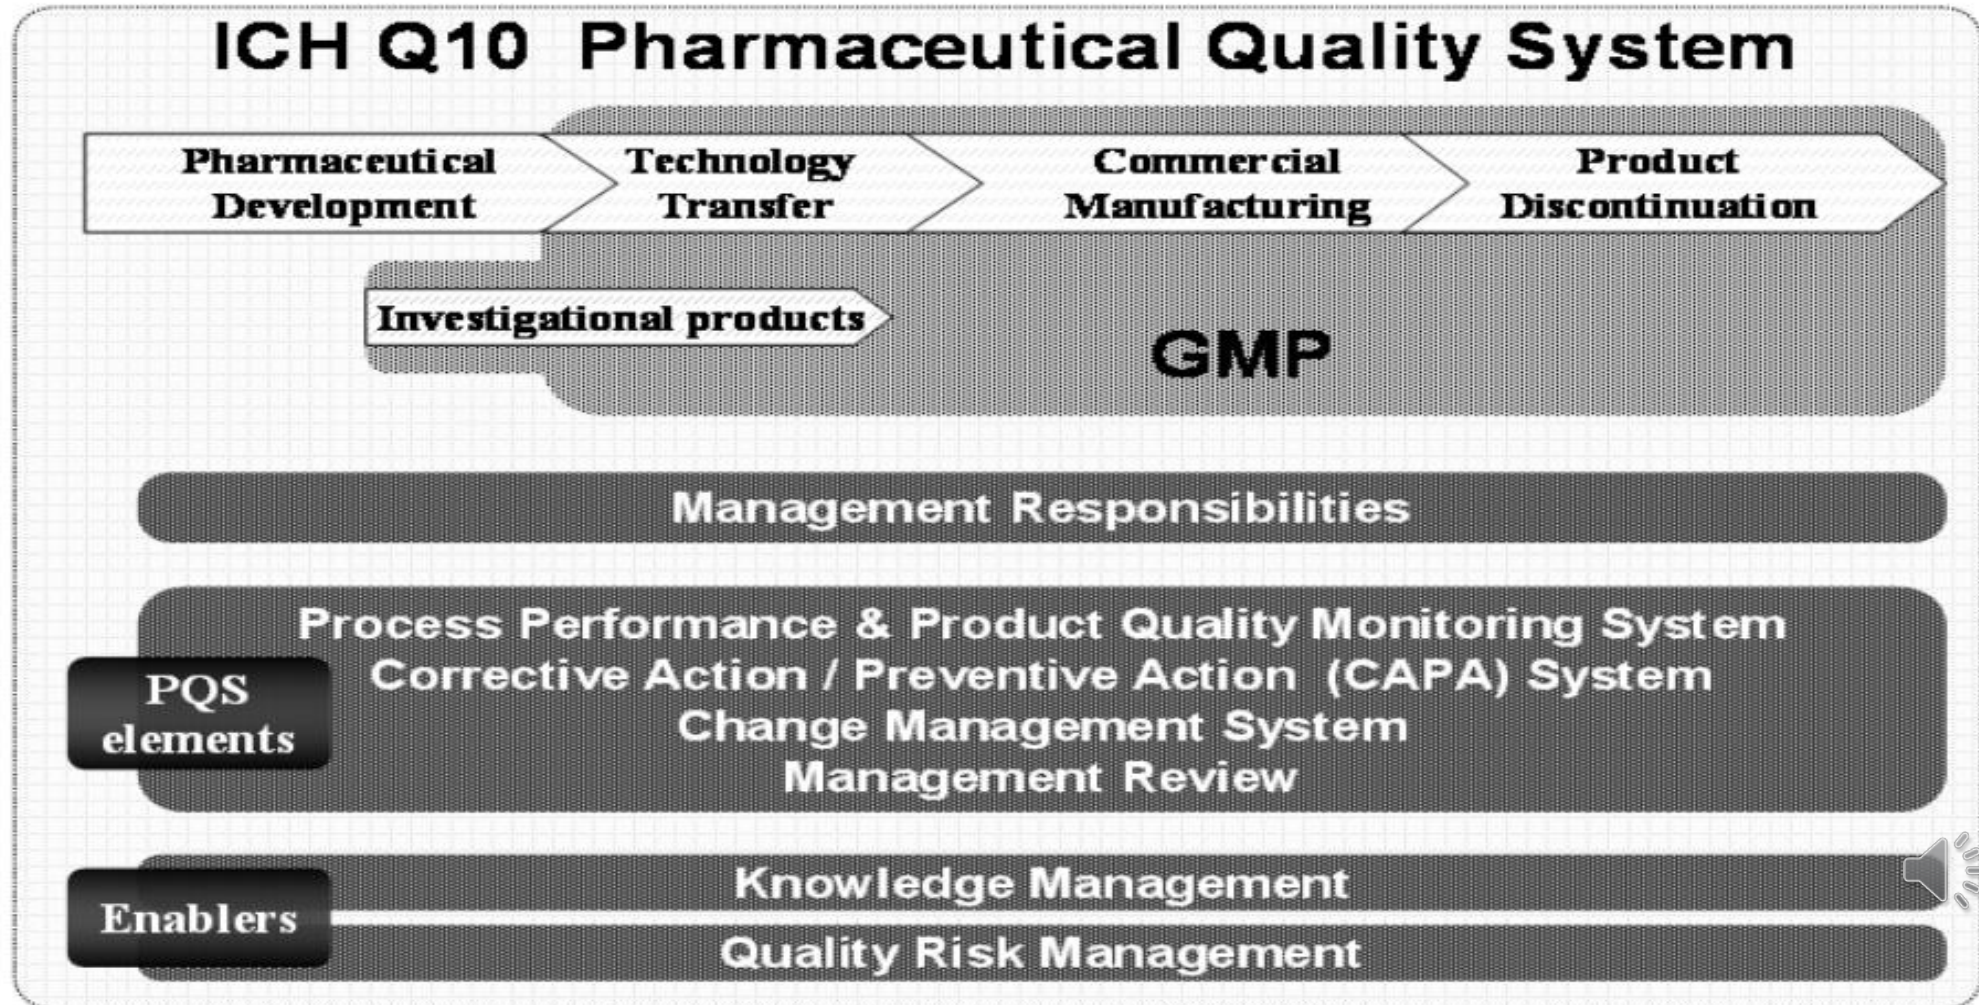 ICH Q10 Pharmaceutical Quality System
Pharmaceutical
Development
Technology
Transfer
Commercial
Manufacturing
Product
Discontinuation
Investigational products
GMP
Management Responsibilities
PQS
elements
Process Performance & Product Quality Monitoring System
Corrective Action / Preventive Action (CAPA) System
Change Management System
Management Review
Enablers
Knowledge Management
Quality Risk Management